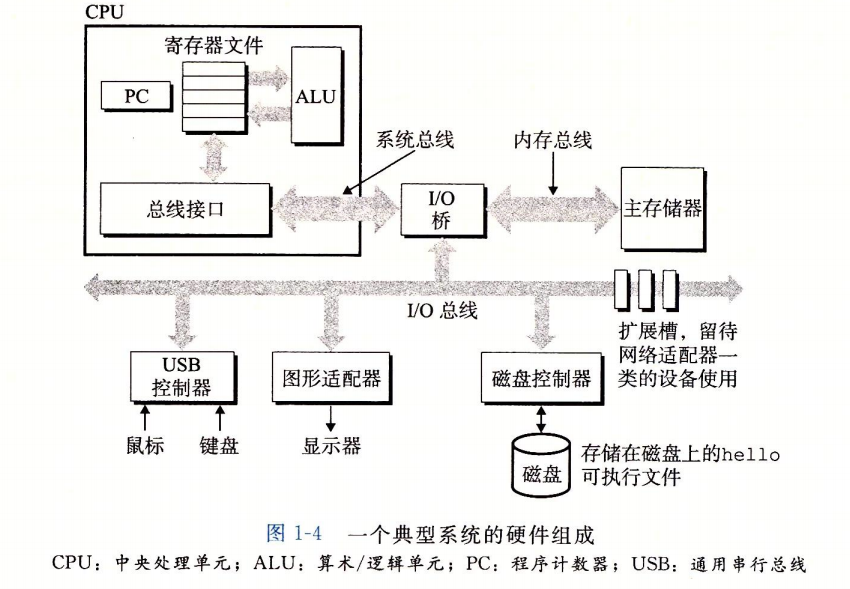 CPU
寄存器文件
PC
ALU
系统总线
内存总线
总线接口
I/O
桥
主存储器
I/O 总线
扩展槽，留待
网络适配器一
类的设备使用
USB
控制器
图形适配器
磁盘控制器
鼠标
键盘
显示器
磁盘
存储在磁盘上的hello
可执行文件
图 1-4 一个典型系统的硬件组成
CPU：中央处理单元；ALU：算术/逻辑单元；PC：程序计数器；USB：通用串行总线